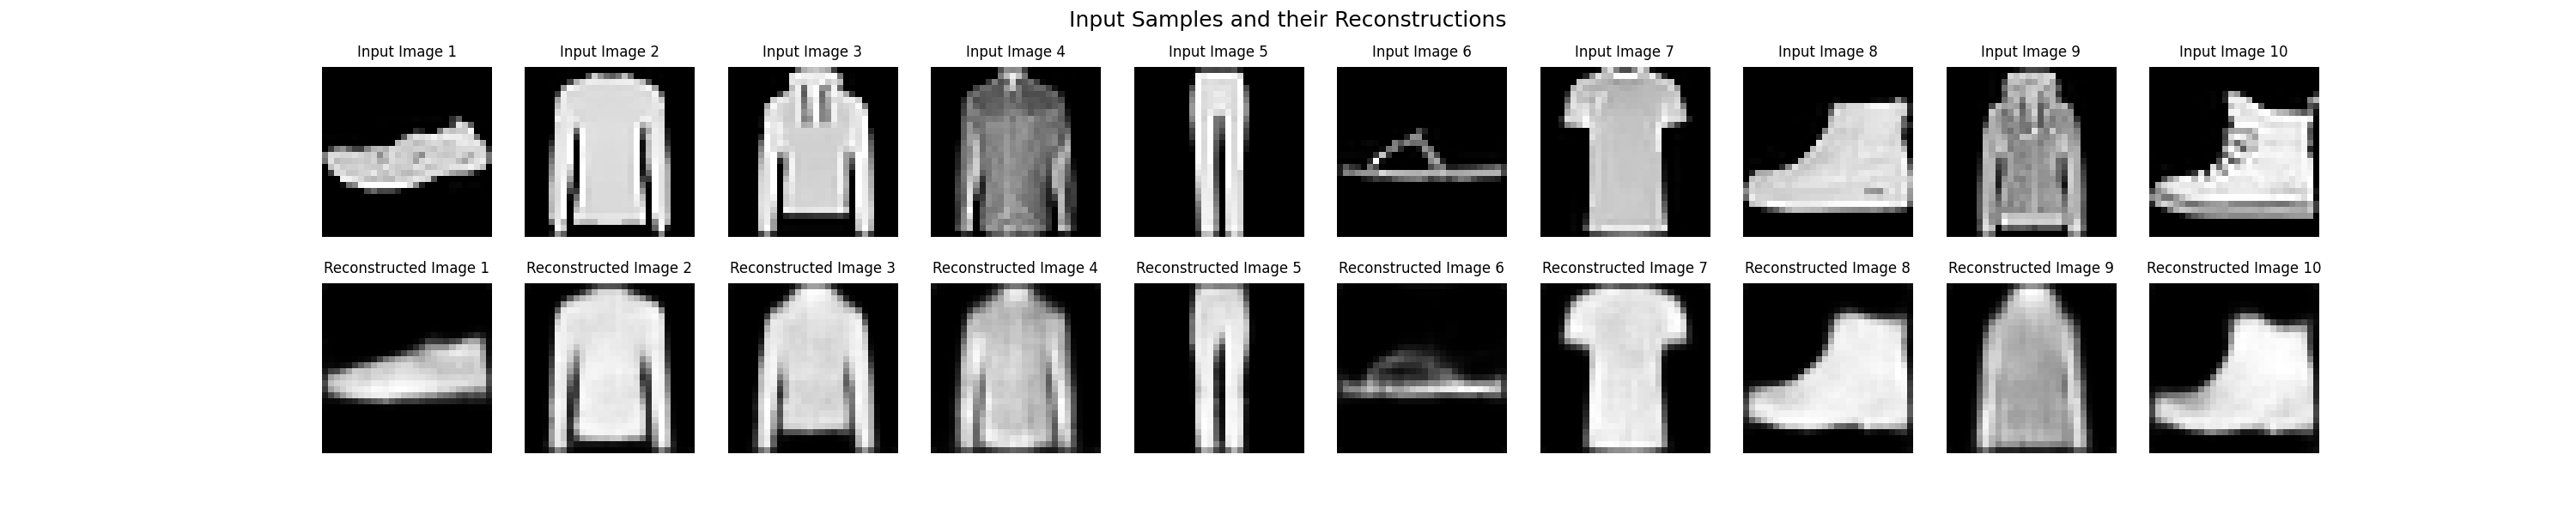 Input Samples and their Reconstructions
Input Image 1 Input Image 2 Input Image 3 Input Image 4 Input Image 5 Input Image 6 Input Image 7 Input Image 8 Input Image 9 Input Image 10
Reconstructed Image 1 Reconstructed Image 2 Reconstructed Image 3 Reconstructed Image 4 Reconstructed Image 5 Reconstructed Image 6 Reconstructed Image 7 Reconstructed Image 8 Reconstructed Image 9 Reconstructed Image 10